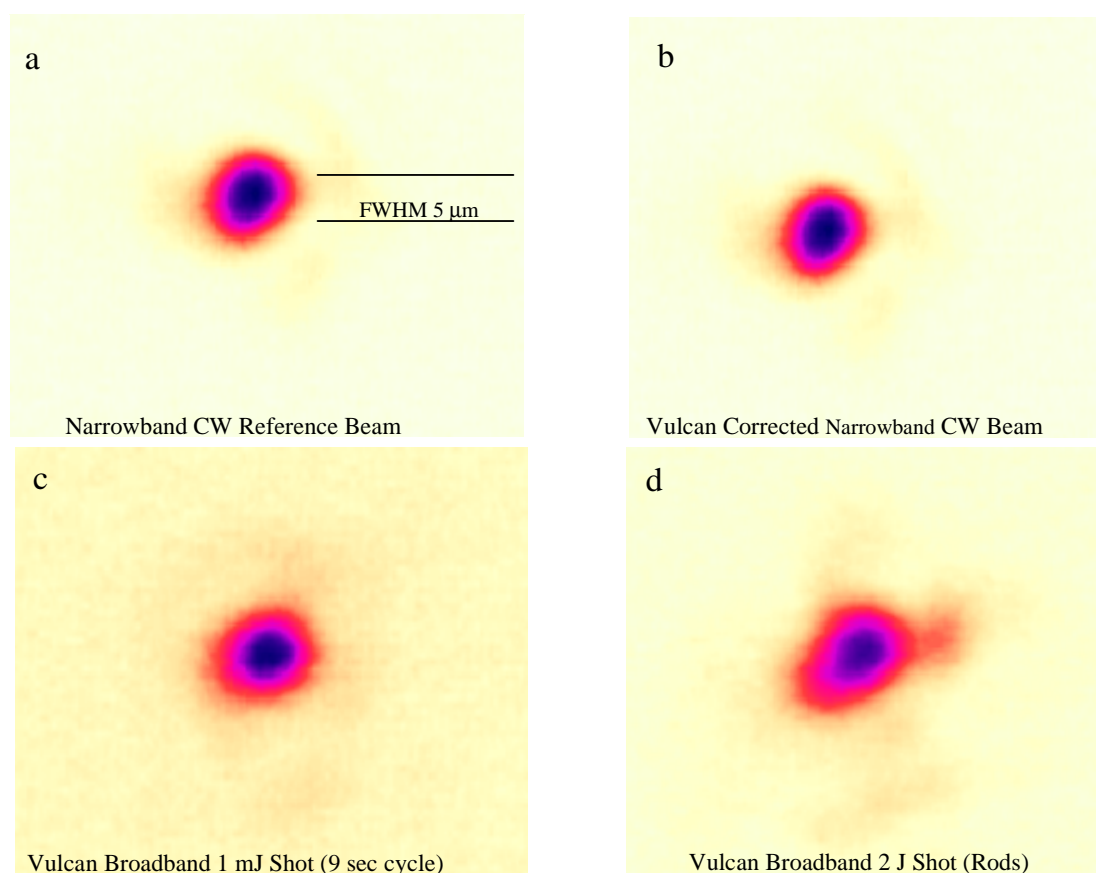 a
FWHM 5 μm
Narrowband CW Reference Beam
b
Vulcan Corrected Narrowband CW Beam
c
Vulcan Broadband 1 mJ Shot (9 sec cycle)
d
Vulcan Broadband 2 J Shot (Rods)